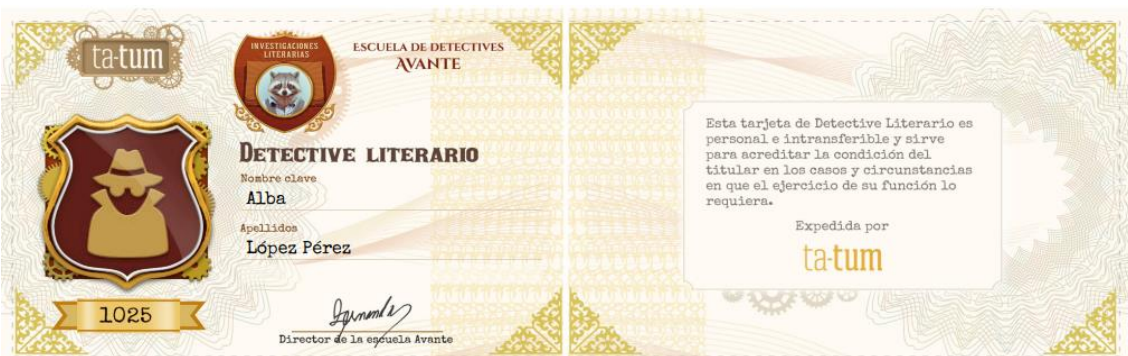 ta-tum
INVESTIGACIONES
LITERARIAS
ESCUELA DE DETECTIVES
AVANTE
DETECTIVE LITERARIO
Nombre clave
Alba
Apellidos
López Pérez
1025
Director de la escuela Avante
Esta tarjeta de Detective Literario es
personal e intransferible y sirve
para acreditar la condición del
titular en los casos y circunstancias
en que el ejercicio de su función lo
requiera.
Expedida por
ta-tum